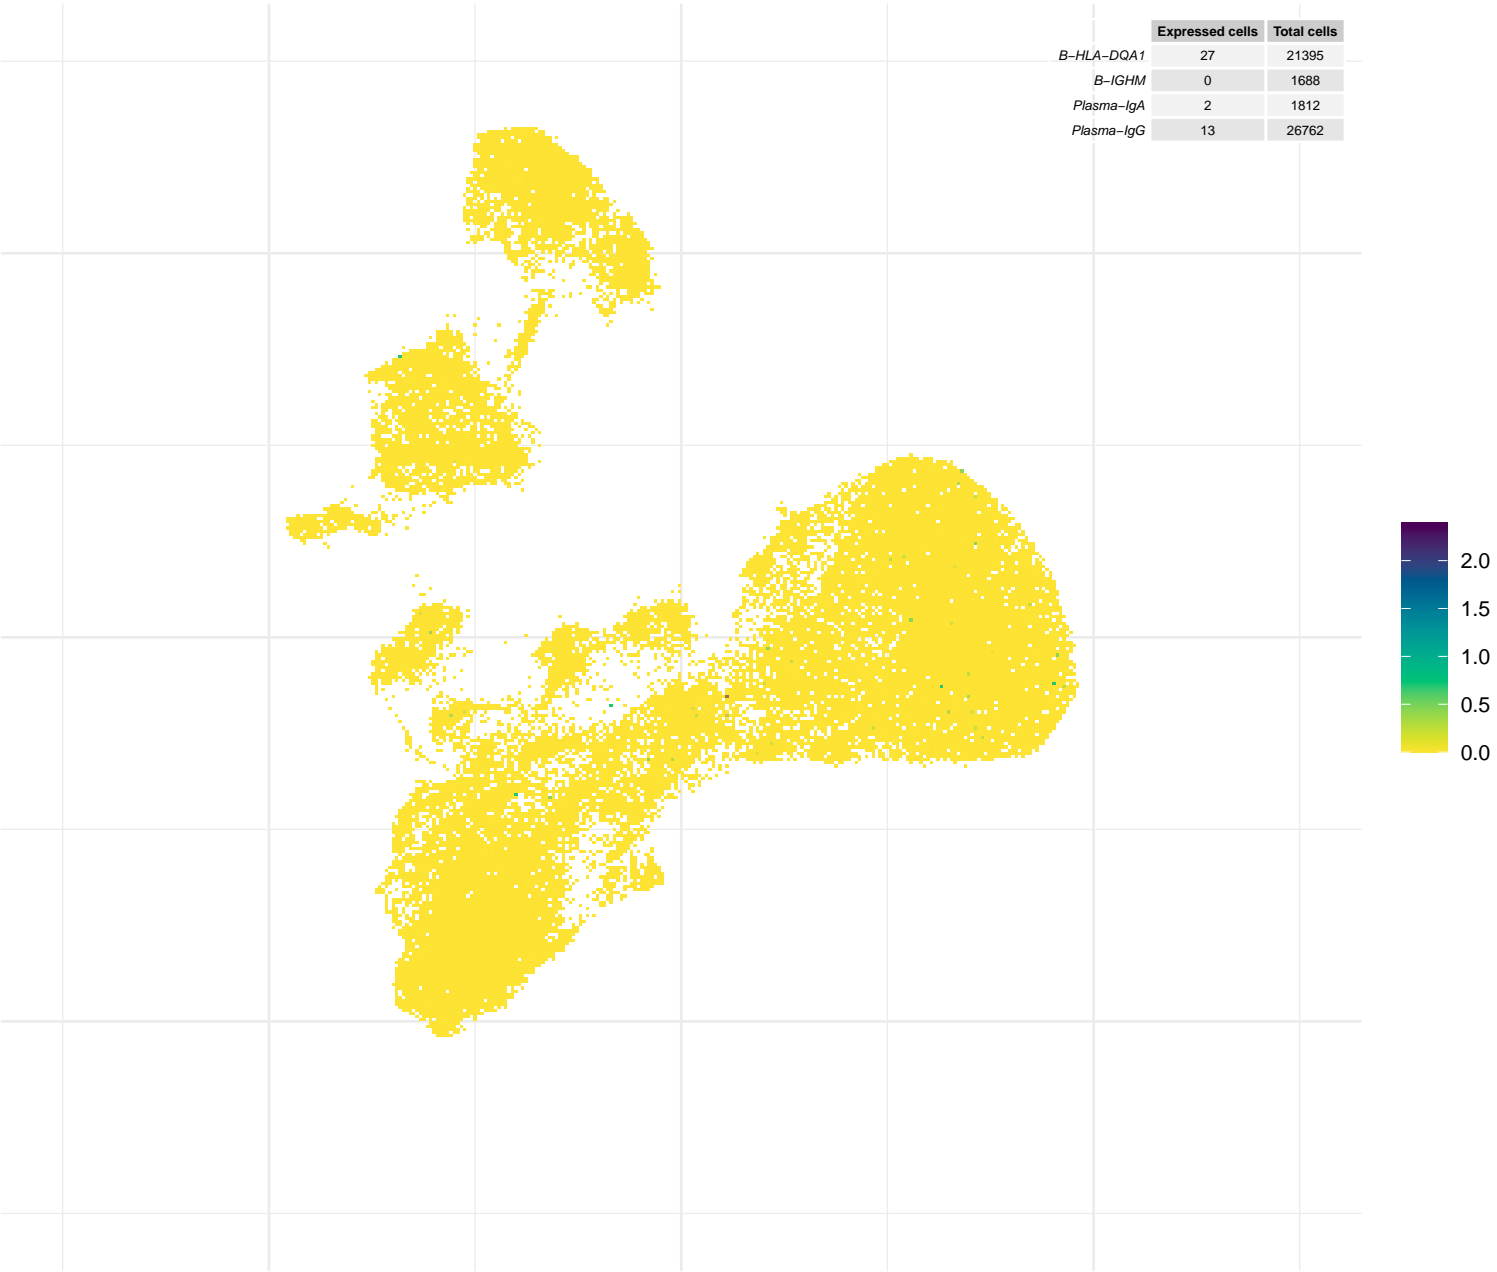 Expressed cells Total cells
B−HLA−DQA1 27 21395
B−IGHM 0 1688
Plasma−IgA 2 1812
Plasma−IgG 13 26762
2.0
1.5
1.0
0.5
0.0